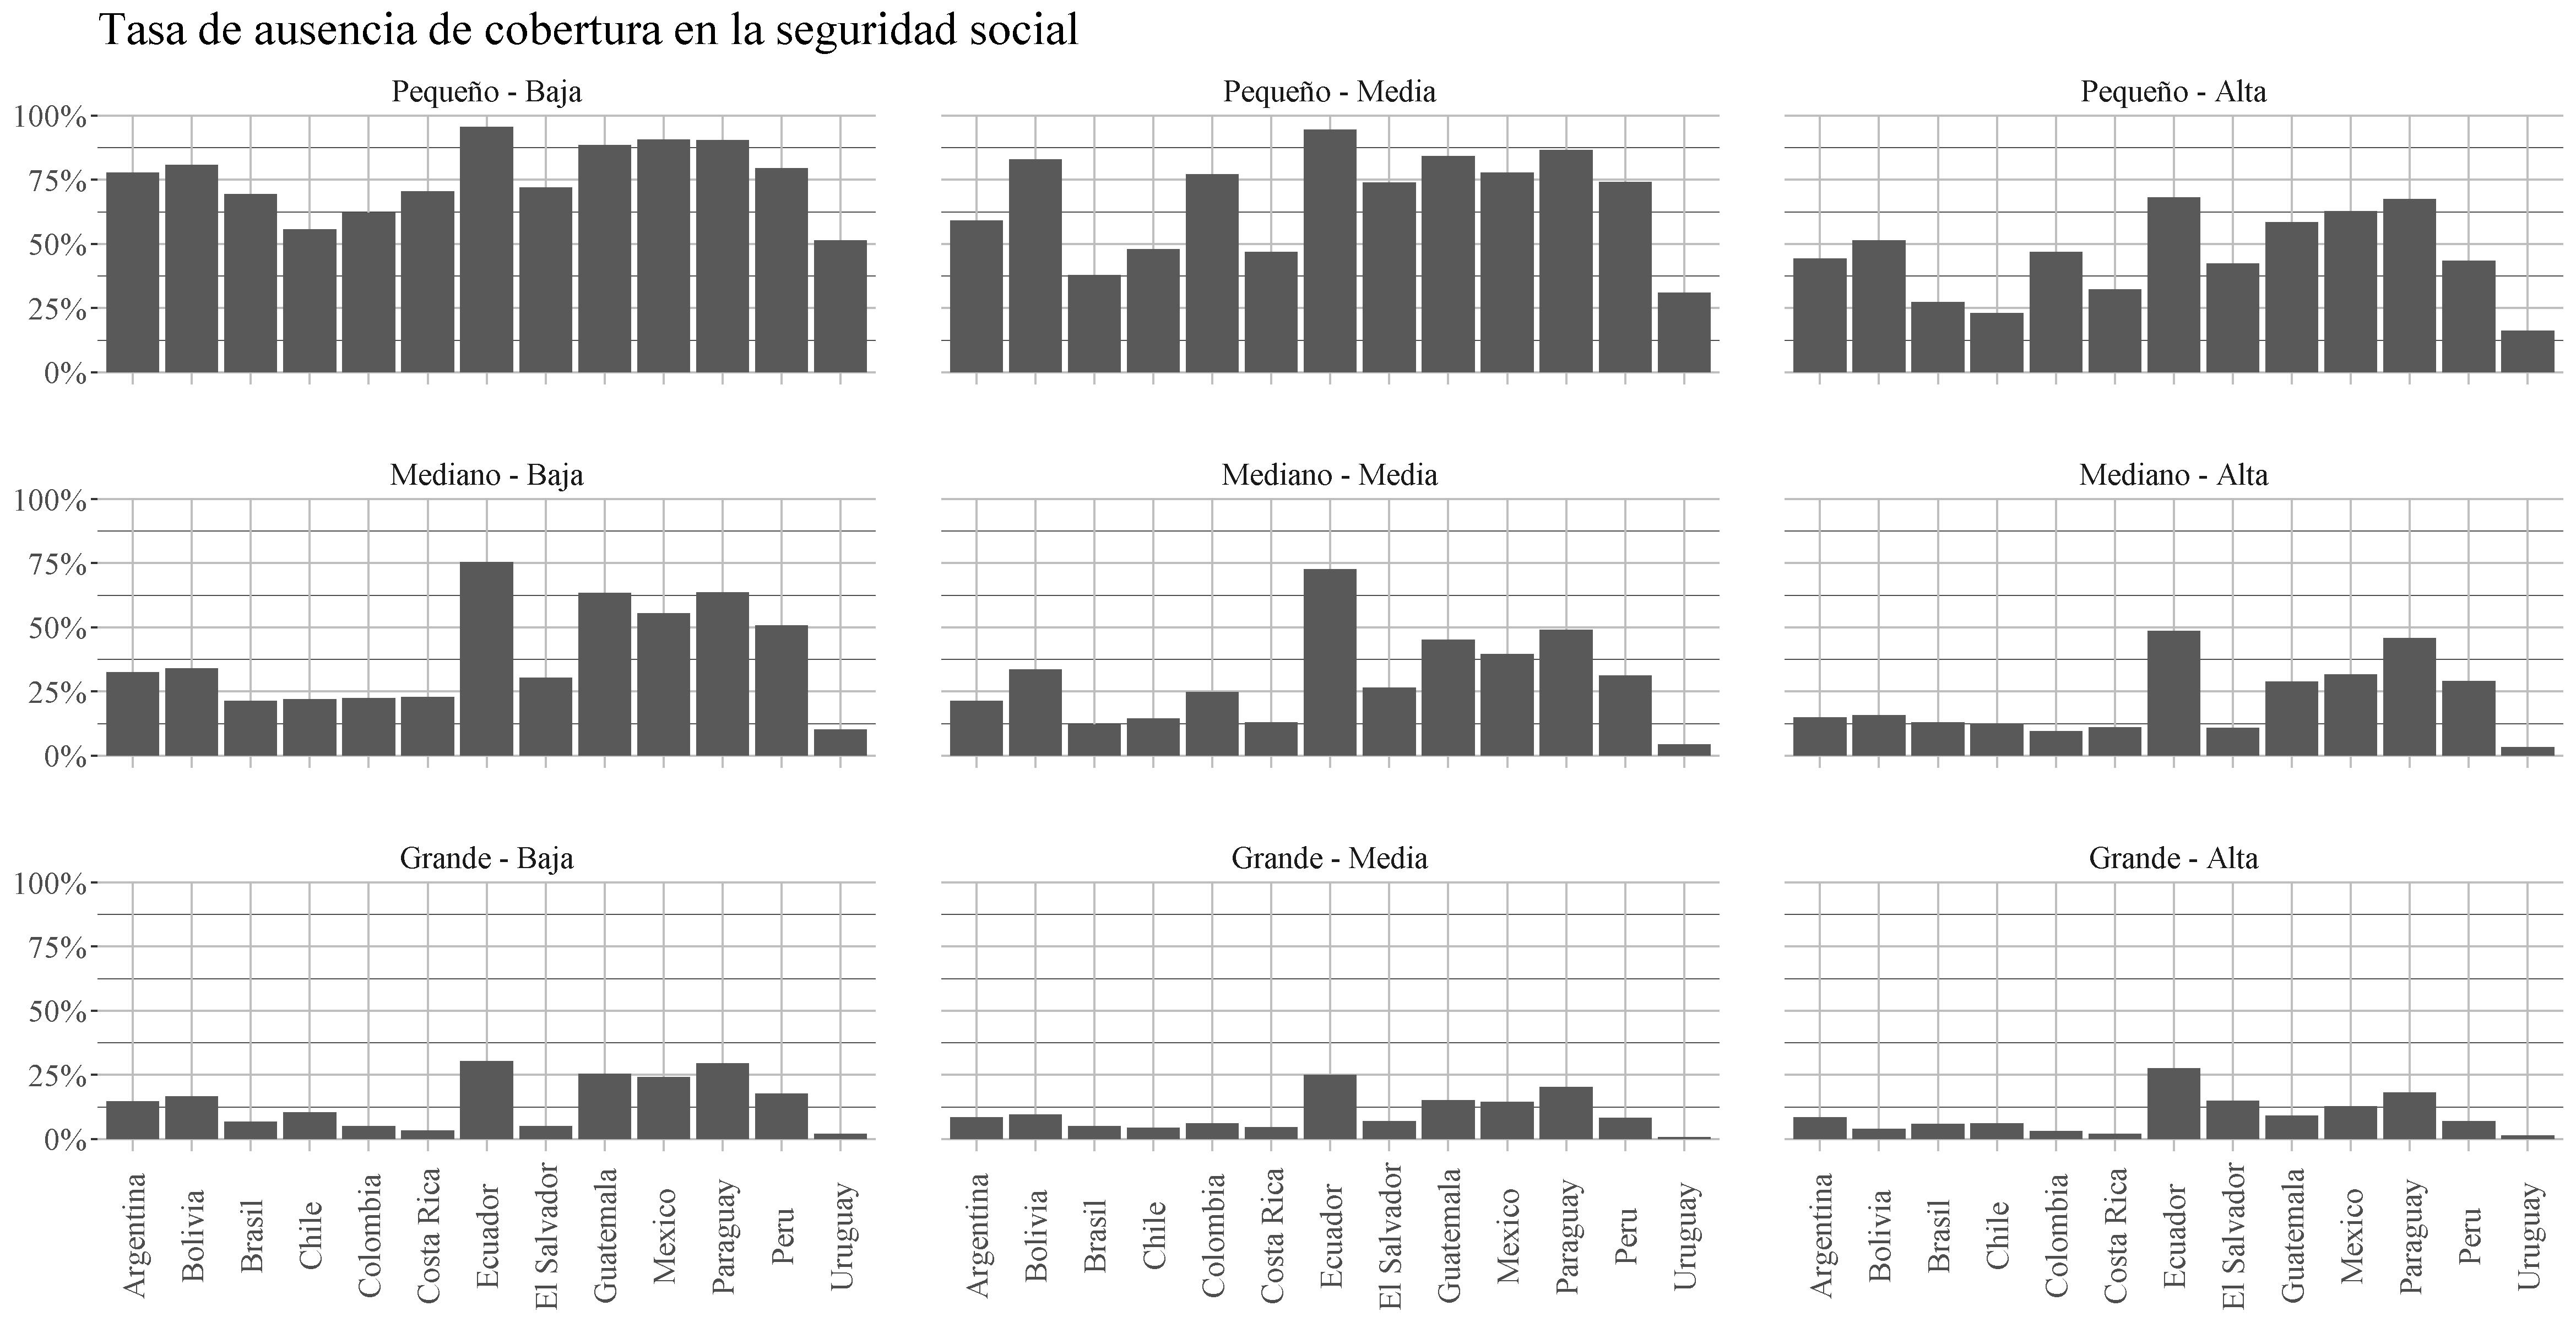 Tasa de ausencia de cobertura en la seguridad social
Pequeño - Baja
Pequeño - Media
Pequeño - Alta
100%
75%
50%
25%
0%
Mediano - Baja
Mediano - Media
Mediano - Alta
100%
75%
50%
25%
0%
Grande - Baja
Grande - Media
Grande - Alta
100%
75%
50%
25%
0%
Argentina
Bolivia
Brasil
Chile
Colombia
Costa Rica
Ecuador
El Salvador
Guatemala
Mexico
Paraguay
Peru
Uruguay
Argentina
Bolivia
Brasil
Chile
Colombia
Costa Rica
Ecuador
El Salvador
Guatemala
Mexico
Paraguay
Peru
Uruguay
Argentina
Bolivia
Brasil
Chile
Colombia
Costa Rica
Ecuador
El Salvador
Guatemala
Mexico
Paraguay
Peru
Uruguay